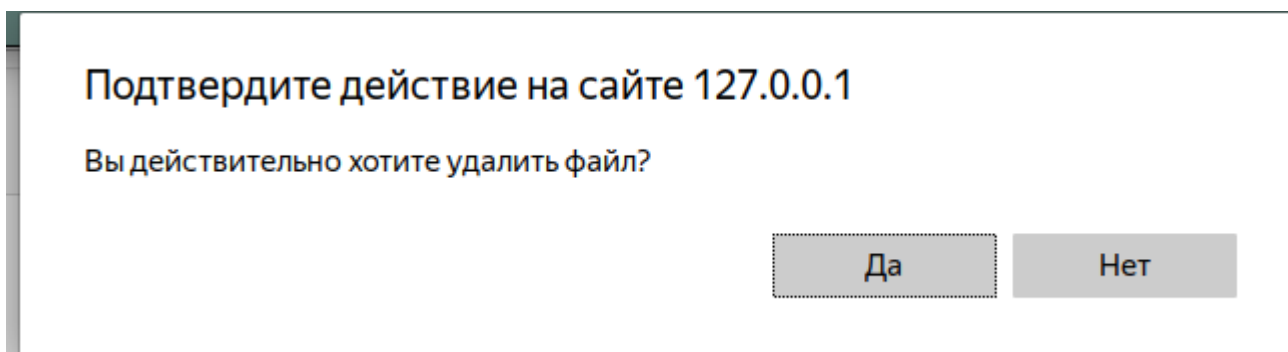 Подтвердите действие на сайте 127.0.0.1
Вы действительно хотите удалить файл?
Да
Нет